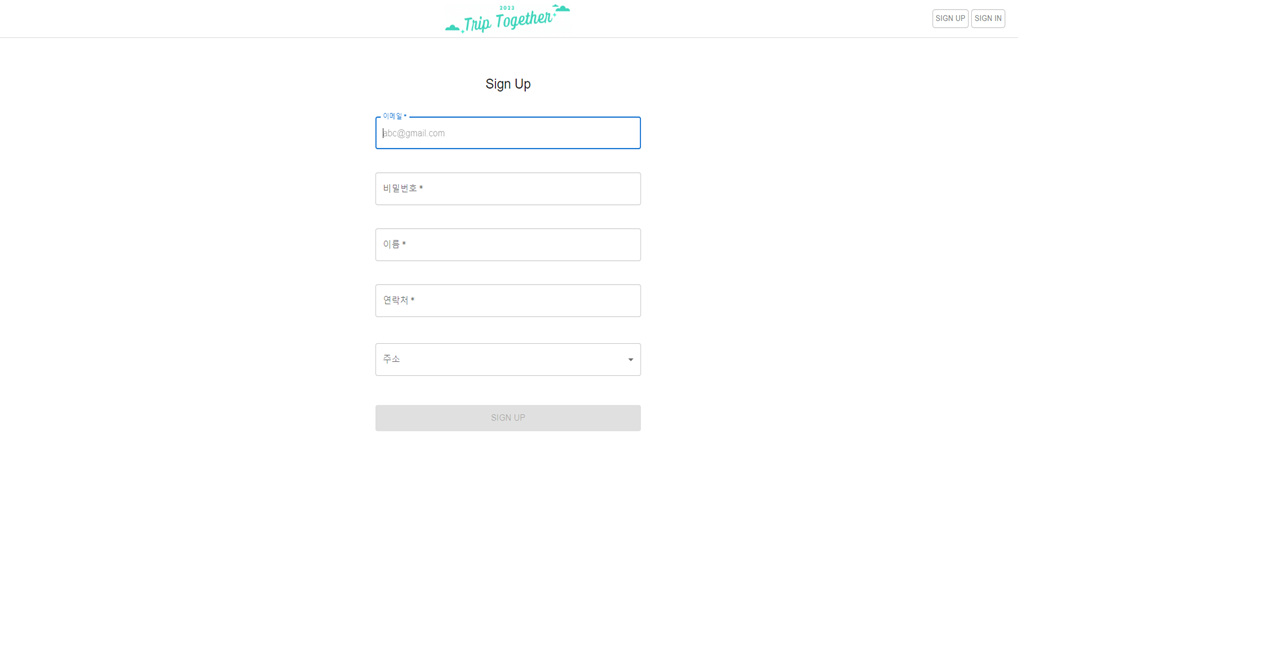 2022
Trip Together
SIGN UP
SIGN IN
Sign Up
이메일 *
abc@gmail.com
비밀번호 *
이름 *
연락처 *
주소
SIGN UP